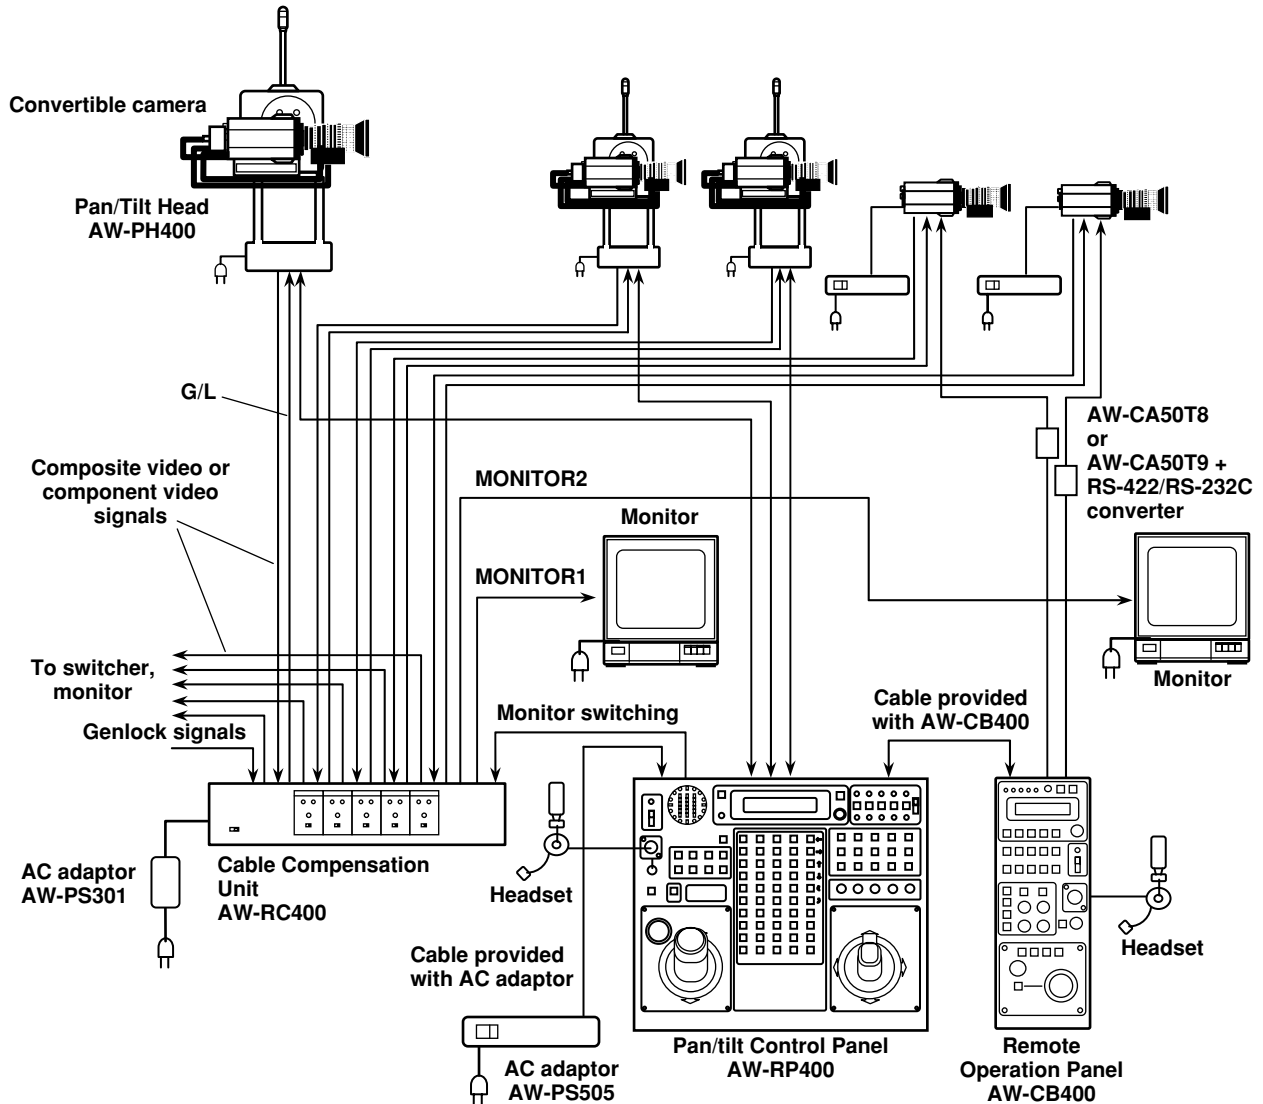 Convertible camera
Pan/Tilt Head
AW-PH400
G/L
Composite video or
component video
signals
MONITOR2
Monitor
MONITOR1
AW-CA50T8
or
AW-CA50T9 +
RS-422/RS-232C
converter
Monitor
To switcher,
monitor
Genlock signals
Monitor switching
Cable provided
with AW-CB400
AC adaptor
AW-PS301
Cable Compensation
Unit
AW-RC400
Headset
Cable provided
with AC adaptor
AC adaptor
AW-PS505
Pan/tilt Control Panel
AW-RP400
Headset
Remote
Operation Panel
AW-CB400